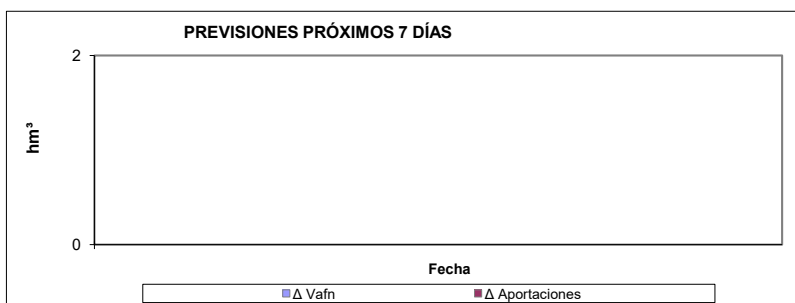 PREVISIONES PRÓXIMOS 7 DÍAS
2
hm³
0
Fecha
Δ Vafn
Δ Aportaciones